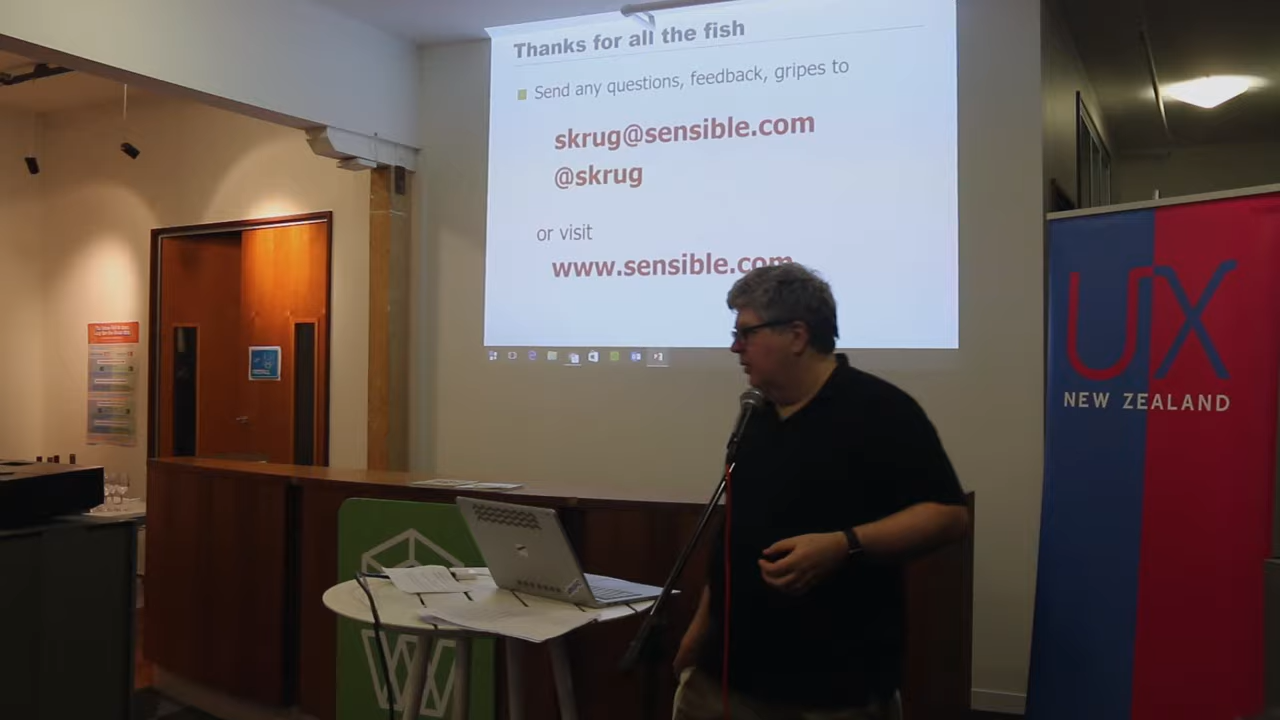 Thanks for all the fish
Send any questions, feedback, gripes to
skrug@sensible.com
@skrug
or visit
www.sensible.com
UX
NEW ZEALAND